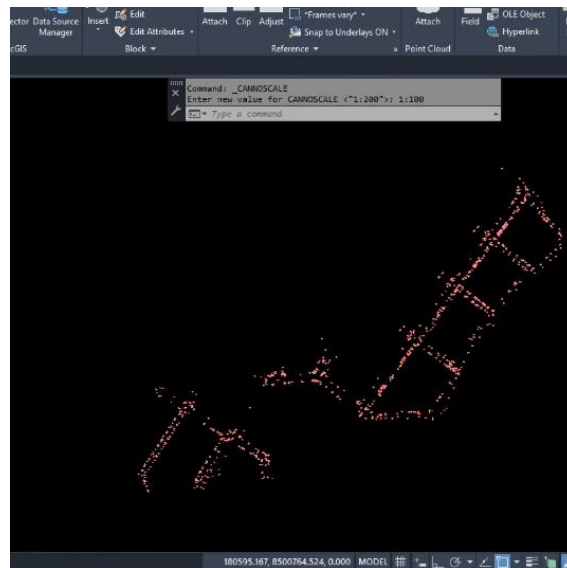 Edit
OLE Object
ector Data Source Insert Attach Clip Adjust *Frames vary* Attach Field
Manager Edit Attributes Snap to Underlays ON Hyperlink
cGIS Block Reference Point Cloud Data
Command: _CANNOSCALE
Enter new value for CANNOSCALE <"1:200">: 1:100
Type a command
180595.167, 8500764.524, 0.000 MODEL